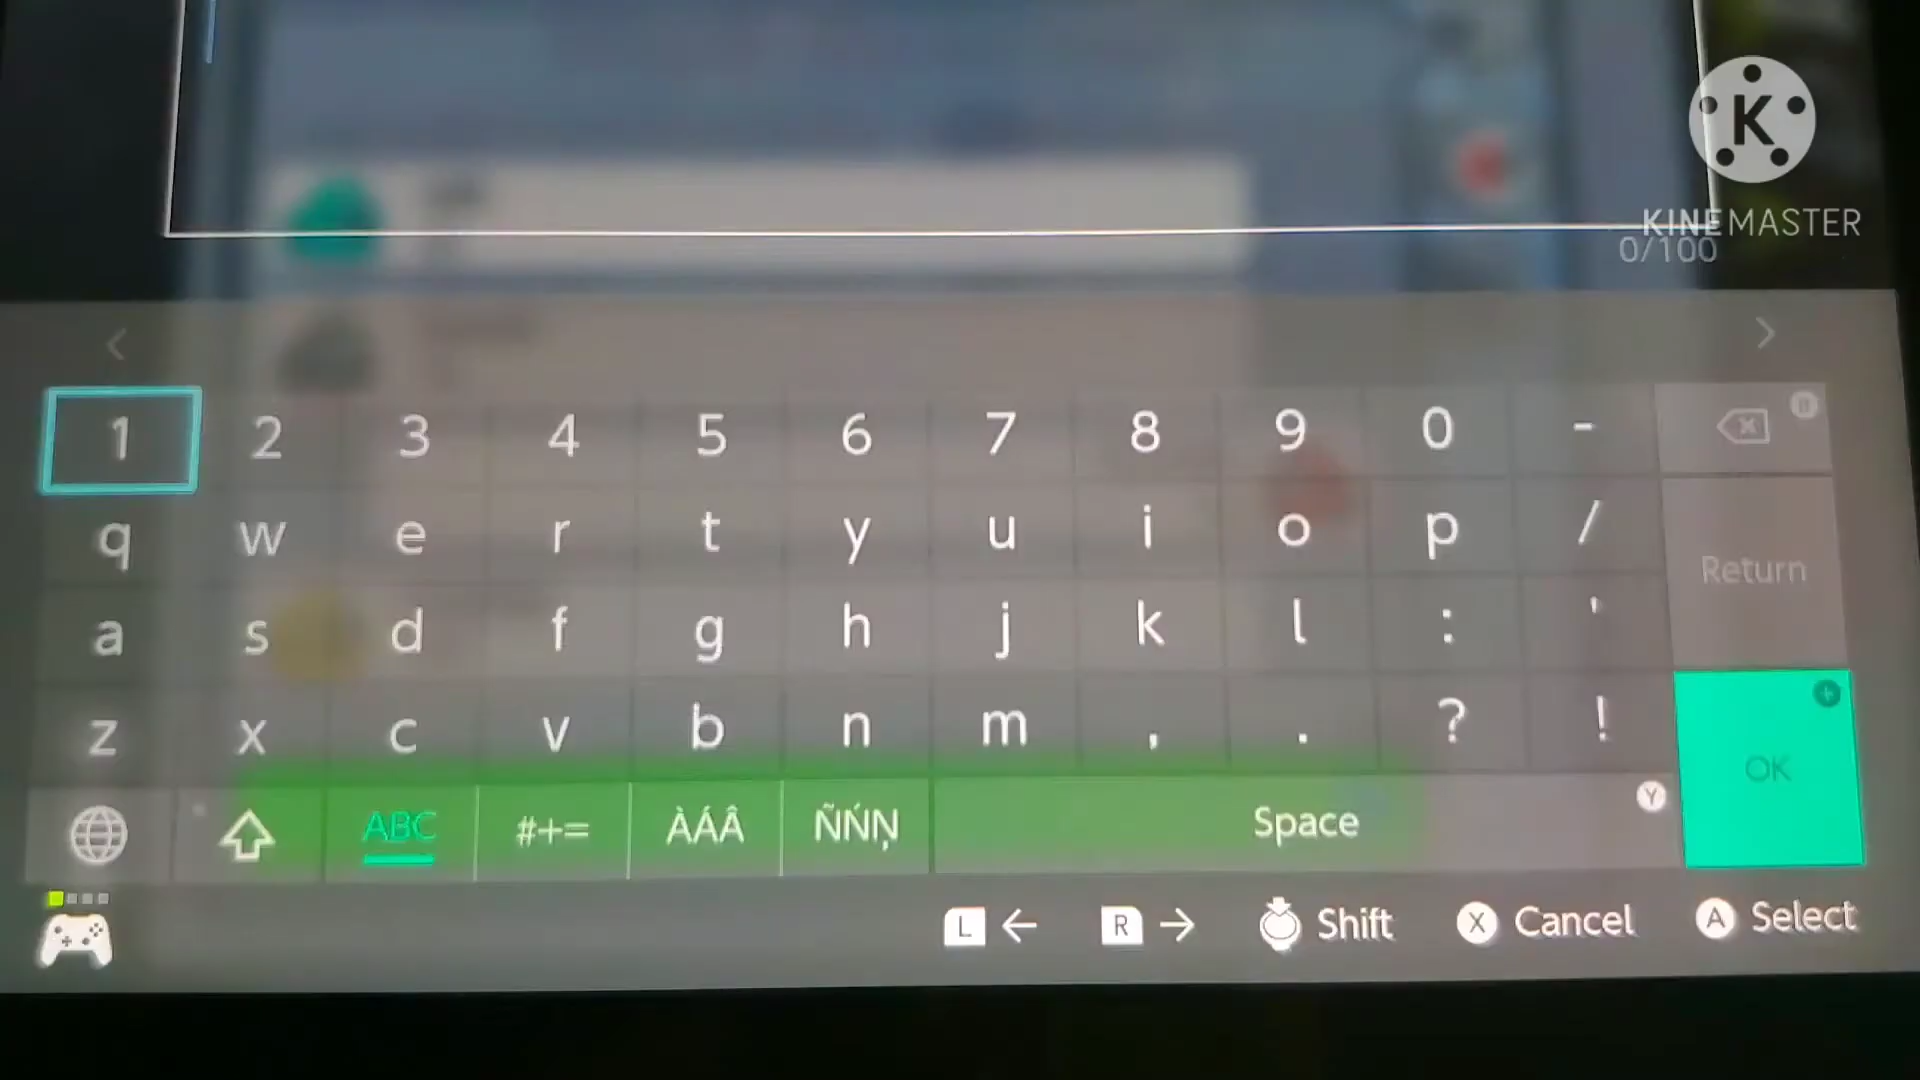 K
KINEMASTER
0/100
1 2 3 4 5 6 7 8 9 0 -
q w e r t y u i o p /
Return
a s d f g h j k l : '
z x c v b n m , . ? !
OK
ABC #+= ÀÁÂ ÑŃŅ Space Y
L ← R → Shift X Cancel A Select